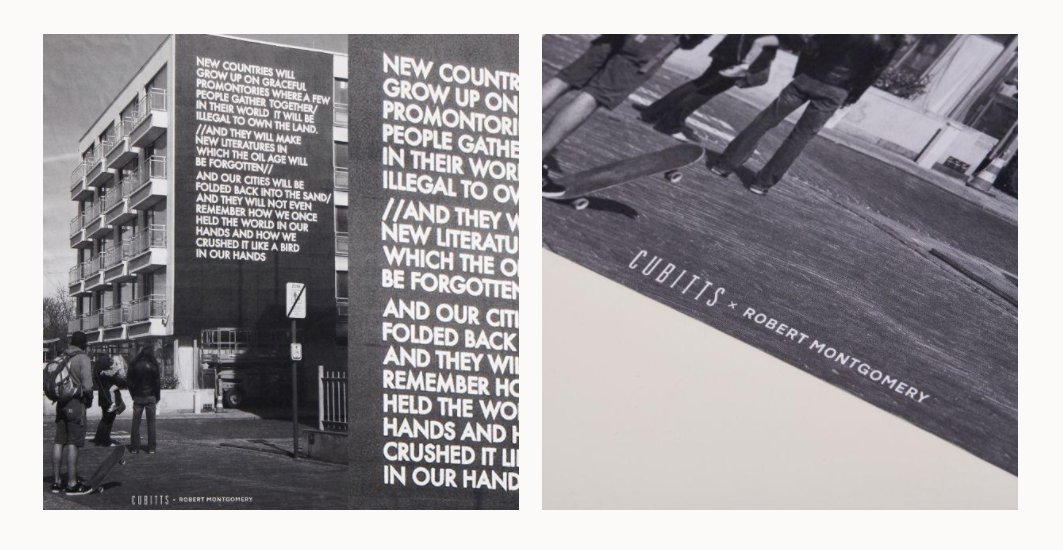 NEW COUNTRIES WILL
GROW UP ON GRACEFUL
PROMONTORIES WHERE A FEW
PEOPLE GATHER TOGETHER/
IN THEIR WORLD IT WILL BE
ILLEGAL TO OWN THE LAND.
//AND THEY WILL MAKE
NEW LITERATURES IN
WHICH THE OIL AGE WILL
BE FORGOTTEN//
AND OUR CITIES WILL BE
FOLDED BACK INTO THE SAND/
AND THEY WILL NOT EVEN
REMEMBER HOW WE ONCE
HELD THE WORLD IN OUR
HANDS AND HOW WE
CRUSHED IT LIKE A BIRD
IN OUR HANDS
CUBITTS × ROBERT MONTGOMERY
NEW COUNTR
GROW UP ON
PROMONTORI
PEOPLE GATHE
IN THEIR WORL
ILLEGAL TO OW
//AND THEY W
NEW LITERATU
WHICH THE O
BE FORGOTTEN
AND OUR CITI
FOLDED BACK
AND THEY WIL
REMEMBER HO
HELD THE WO
HANDS AND H
CRUSHED IT LI
IN OUR HAND
CUBITTS × ROBERT MONTGOMERY